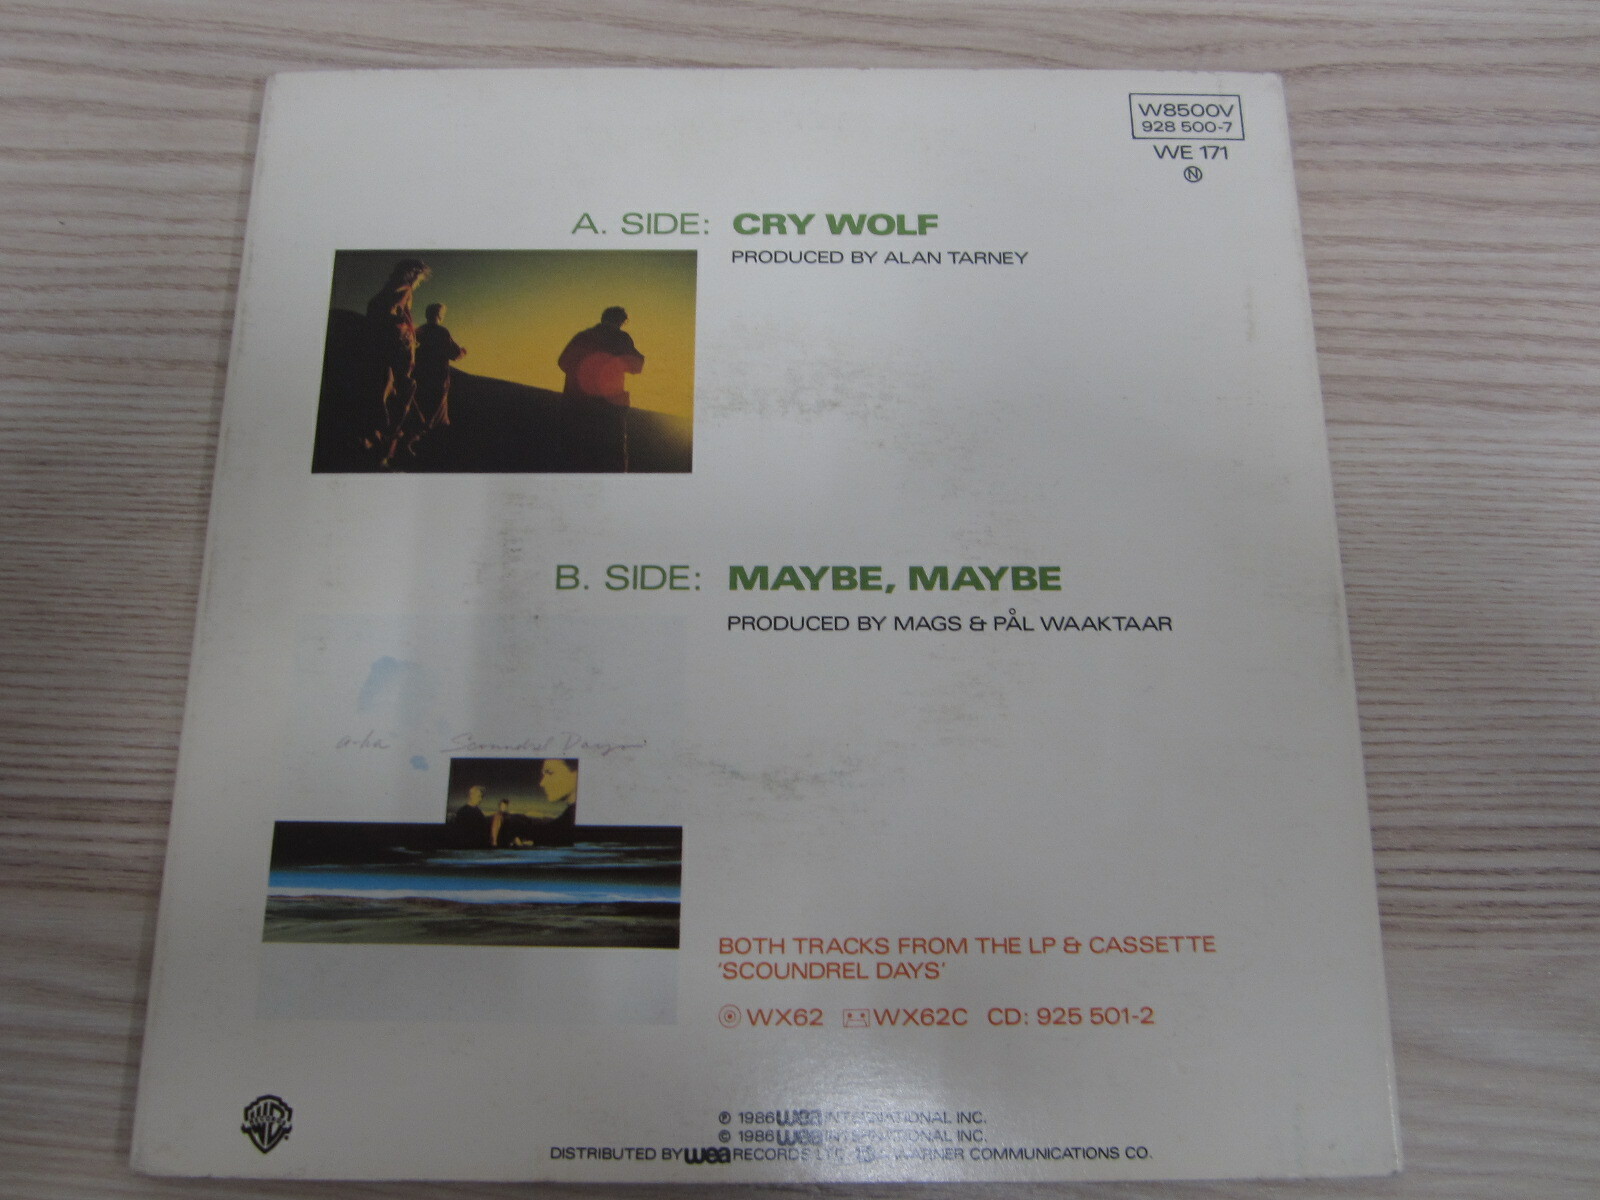 W8500V
928 500-7
WE 171
N
A. SIDE: CRY WOLF
PRODUCED BY ALAN TARNEY
B. SIDE: MAYBE, MAYBE
PRODUCED BY MAGS & PÅL WAAKTAAR
a-ha Scoundrel Days
BOTH TRACKS FROM THE LP & CASSETTE
'SCOUNDREL DAYS'
WX62 WX62C CD: 925 501-2
℗ 1986 wea INTERNATIONAL INC.
© 1986 wea INTERNATIONAL INC.
DISTRIBUTED BY wea RECORDS LTD. WARNER COMMUNICATIONS CO.